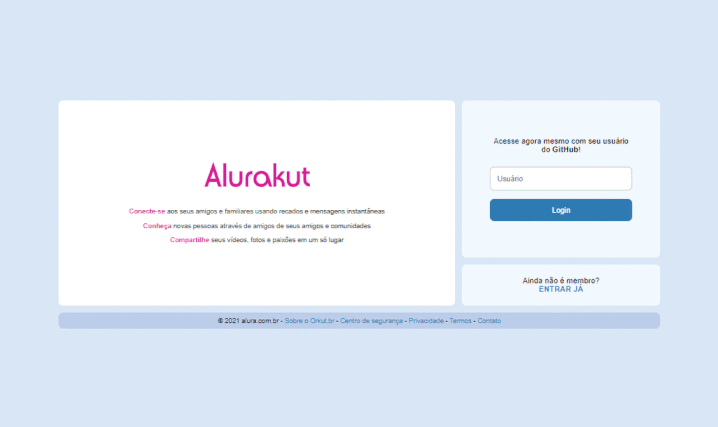 Alurakut
Conecte-se aos seus amigos e familiares usando recados e mensagens instantâneas
Conheça novas pessoas através de amigos de seus amigos e comunidades
Compartilhe seus vídeos, fotos e paixões em um só lugar
Acesse agora mesmo com seu usuário
do GitHub!
Usuário
Login
Ainda não é membro?
ENTRAR JÁ
© 2021 alura.com.br - Sobre o Orkut.br - Centro de segurança - Privacidade - Termos - Contato